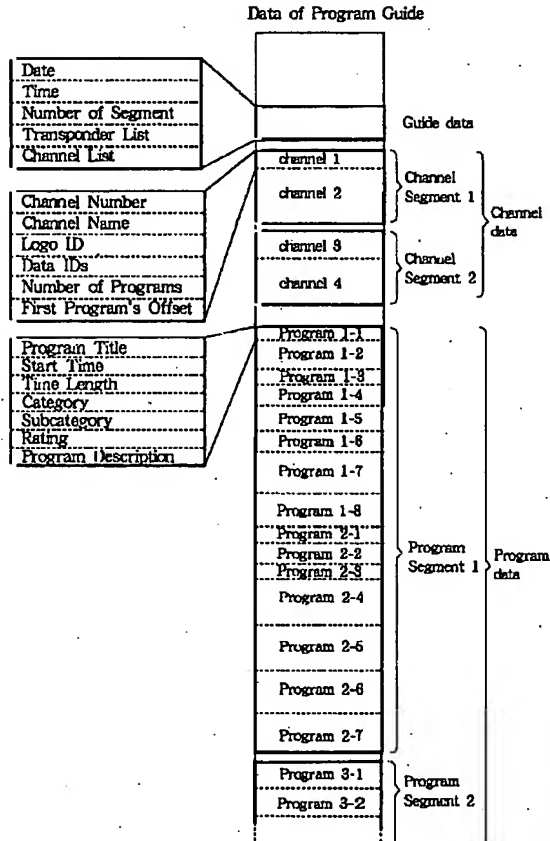 Data of Program Guide
Date
Time
Number of Segment
Transponder List
Channel List
Guide data
Channel Number
Channel Name
Logo ID
Data IDs
Number of Programs
First Program's Offset
channel 1
channel 2
Channel
Segment 1
channel 3
channel 4
Channel
Segment 2
Channel
data
Program Title
Start Time
Time Length
Category
Subcategory
Rating
Program Description
Program 1-1
Program 1-2
Program 1-3
Program 1-4
Program 1-5
Program 1-6
Program 1-7
Program 1-8
Program 2-1
Program 2-2
Program 2-3
Program 2-4
Program 2-5
Program 2-6
Program 2-7
Program
Segment 1
Program
data
Program 3-1
Program 3-2
Program
Segment 2